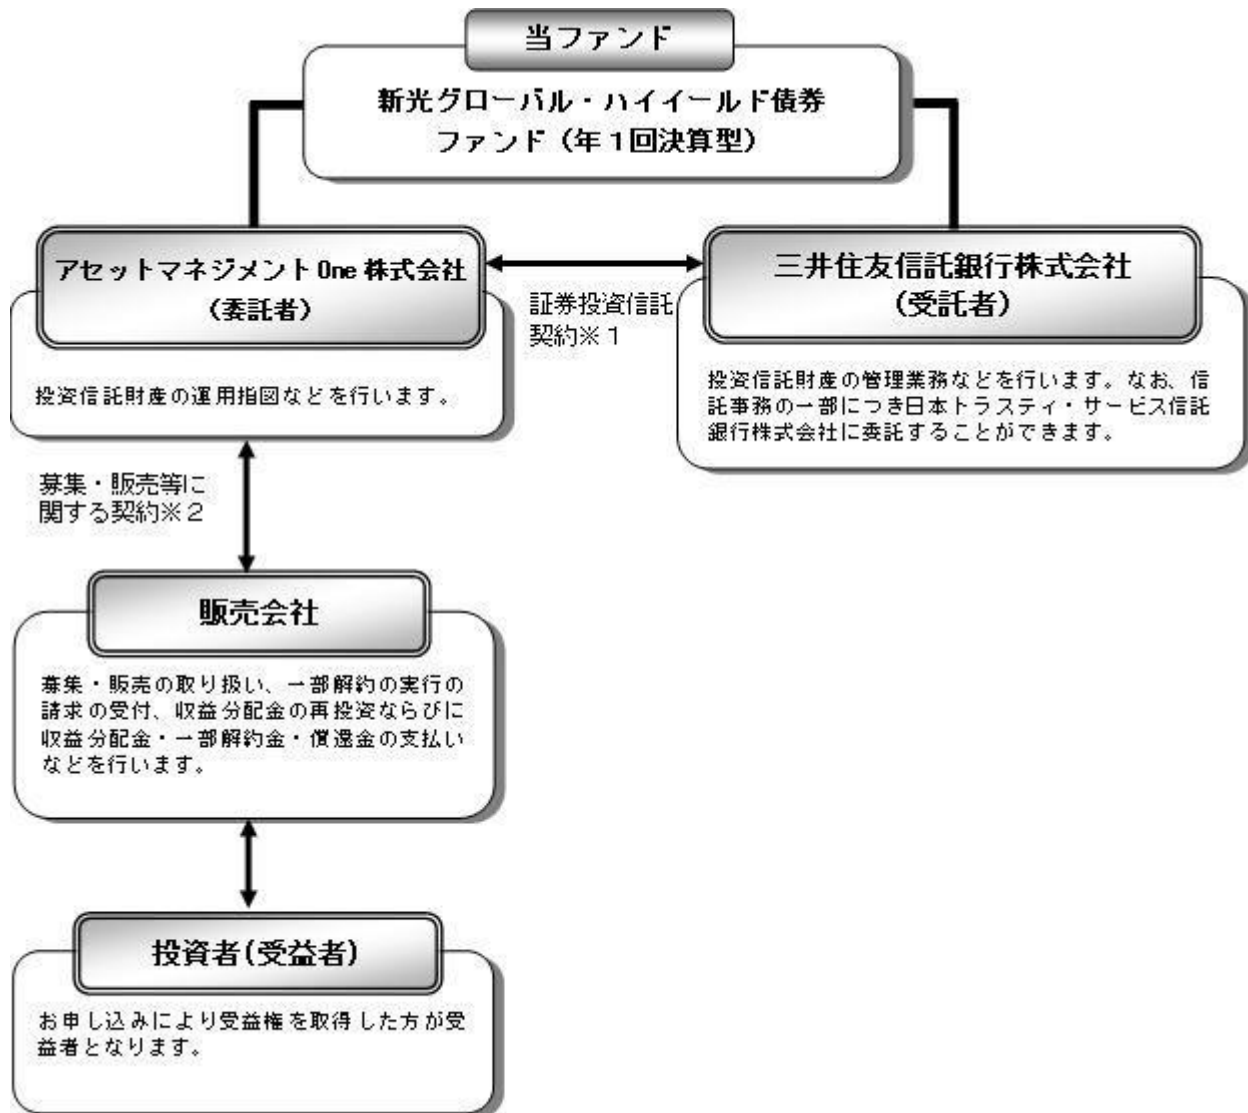 当ファンド
新光グローバル・ハイイールド債券
ファンド（年１回決算型）
アセットマネジメント One 株式会社
（委託者）
投資信託財産の運用指図などを行います。
証券投資信託
契約※１
三井住友信託銀行株式会社
(受託者)
投資信託財産の管理業務などを行います。なお、信
託事務の一部につき日本トラスティ・サービス信託
銀行株式会社に委託することができます。
募集・販売等に
関する契約※２
販売会社
募集・販売の取り扱い、一部解約の実行の
請求の受付、収益分配金の再投資ならびに
収益分配金・一部解約金・償還金の支払い
などを行います。
投資者(受益者)
お申し込みにより受益権を取得した方が受
益者となります。